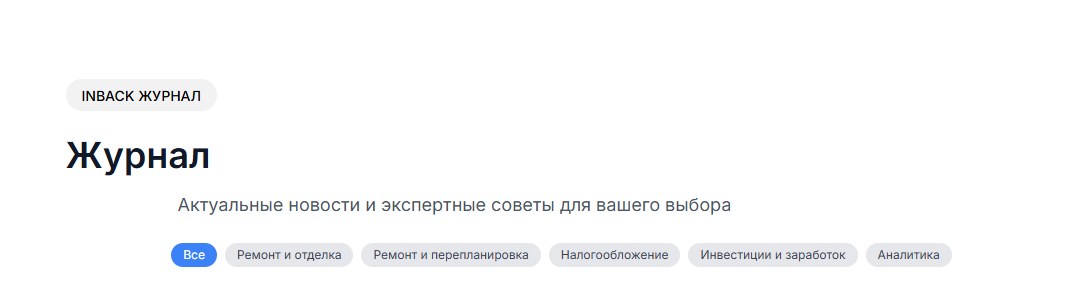 INBACK ЖУРНАЛ
Журнал
Актуальные новости и экспертные советы для вашего выбора
Все Ремонт и отделка Ремонт и перепланировка Налогообложение Инвестиции и заработок Аналитика